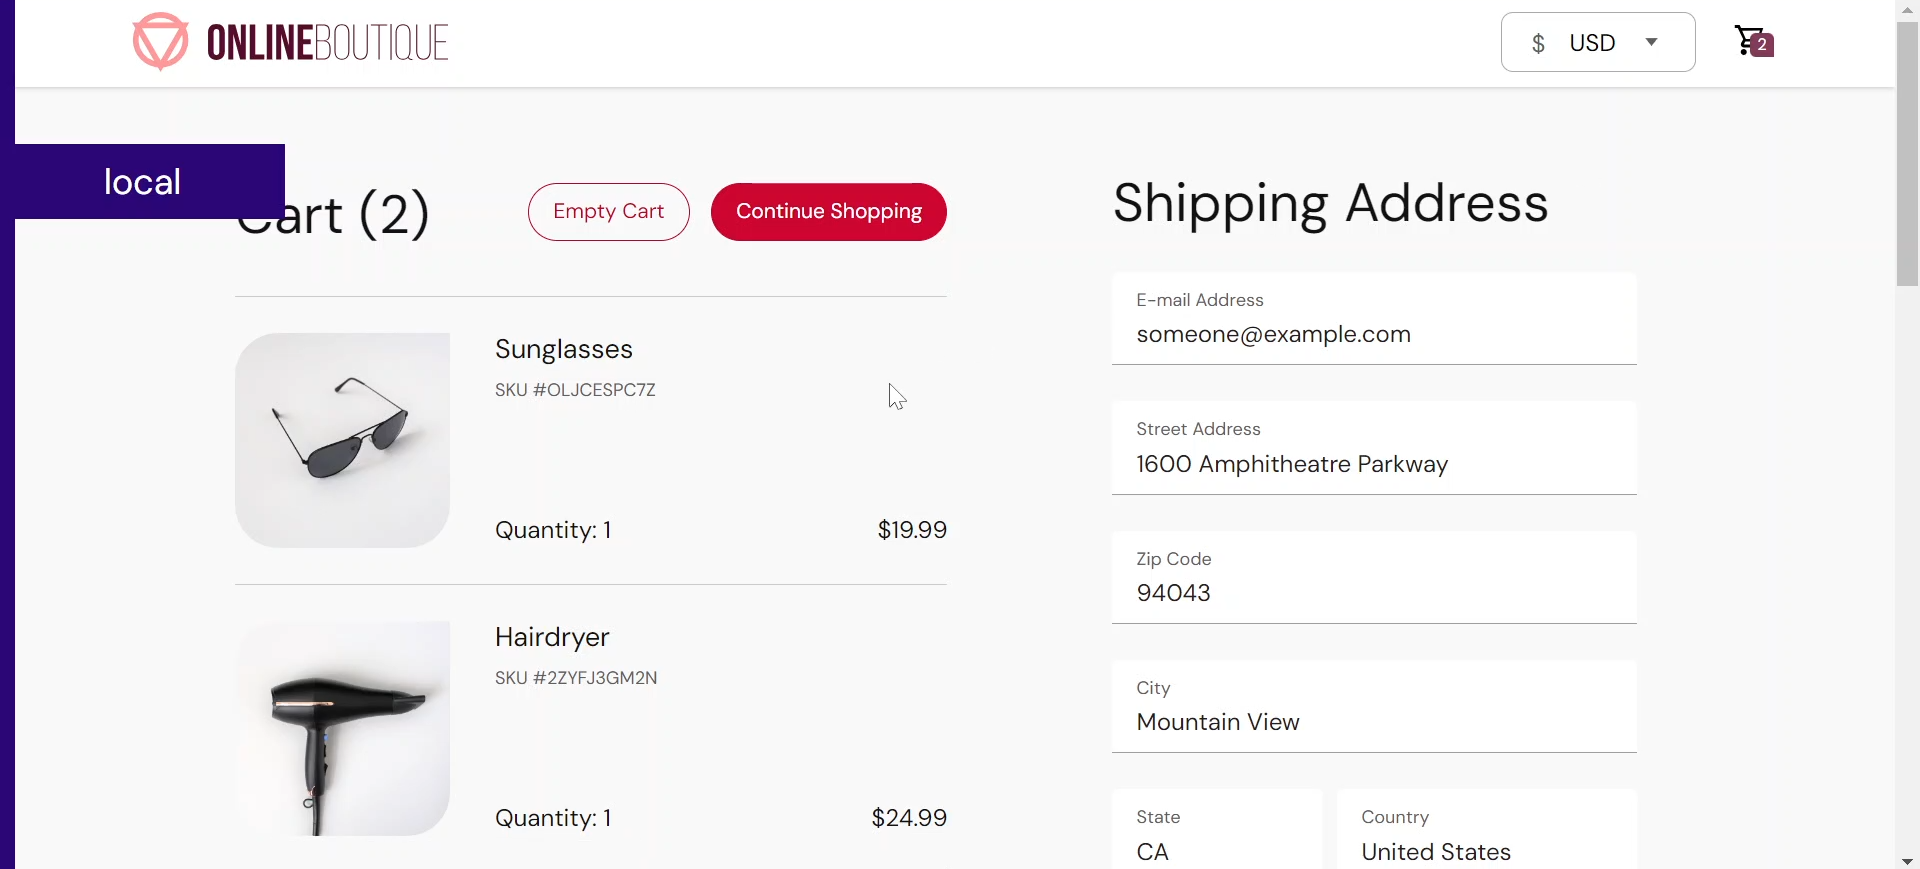 ONLINEBOUTIQUE
$ USD
2
local
Cart (2)
Empty Cart
Continue Shopping
Sunglasses
SKU #OLJCESPC7Z
Quantity: 1
$19.99
Hairdryer
SKU #2ZYFJ3GM2N
Quantity: 1
$24.99
Shipping Address
E-mail Address
someone@example.com
Street Address
1600 Amphitheatre Parkway
Zip Code
94043
City
Mountain View
State
CA
Country
United States